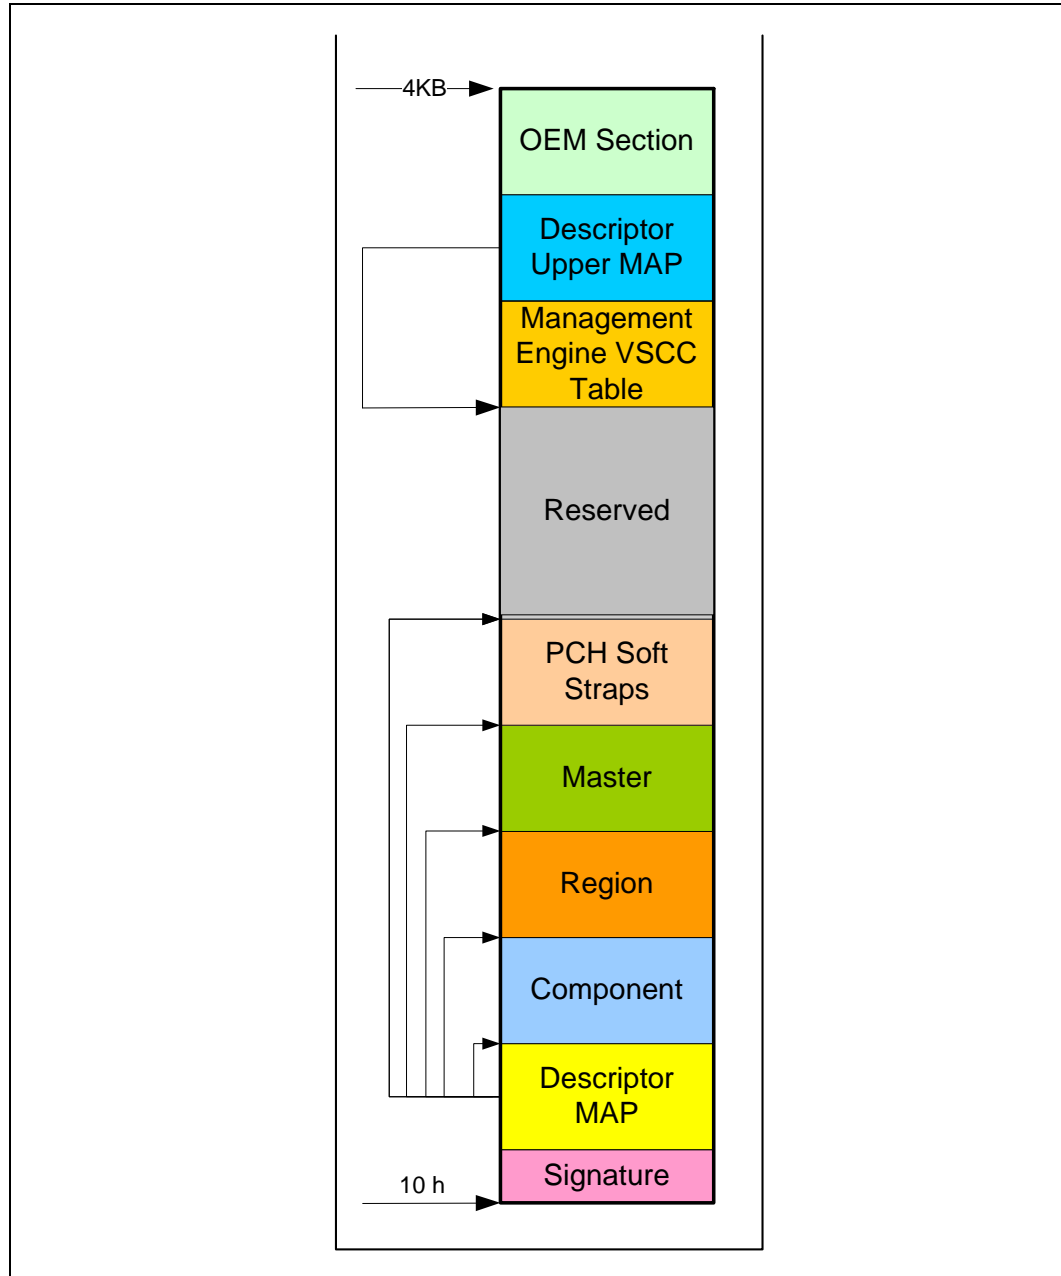 4KB
OEM Section
Descriptor
Upper MAP
Management
Engine VSCC
Table
Reserved
PCH Soft
Straps
Master
Region
Component
Descriptor
MAP
Signature
10 h